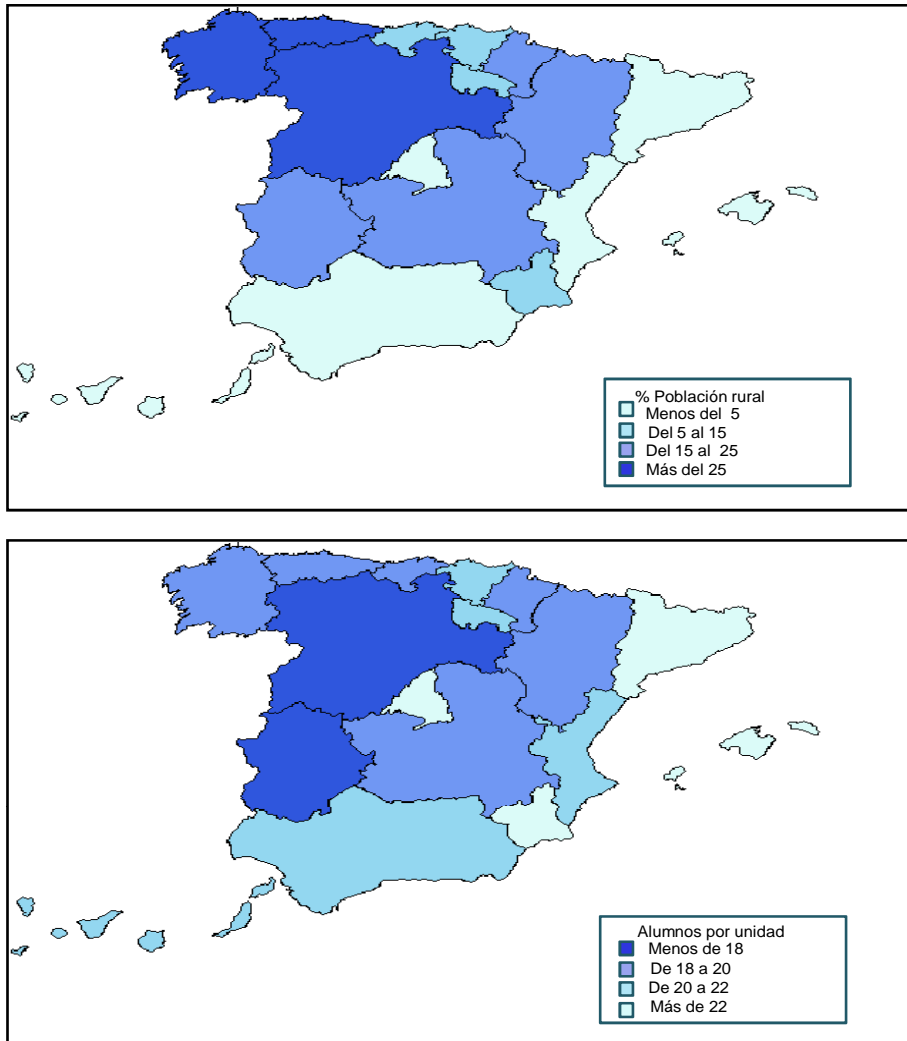 % Población rural
Menos del 5
Del 5 al 15
Del 15 al 25
Más del 25
Alumnos por unidad
Menos de 18
De 18 a 20
De 20 a 22
Más de 22